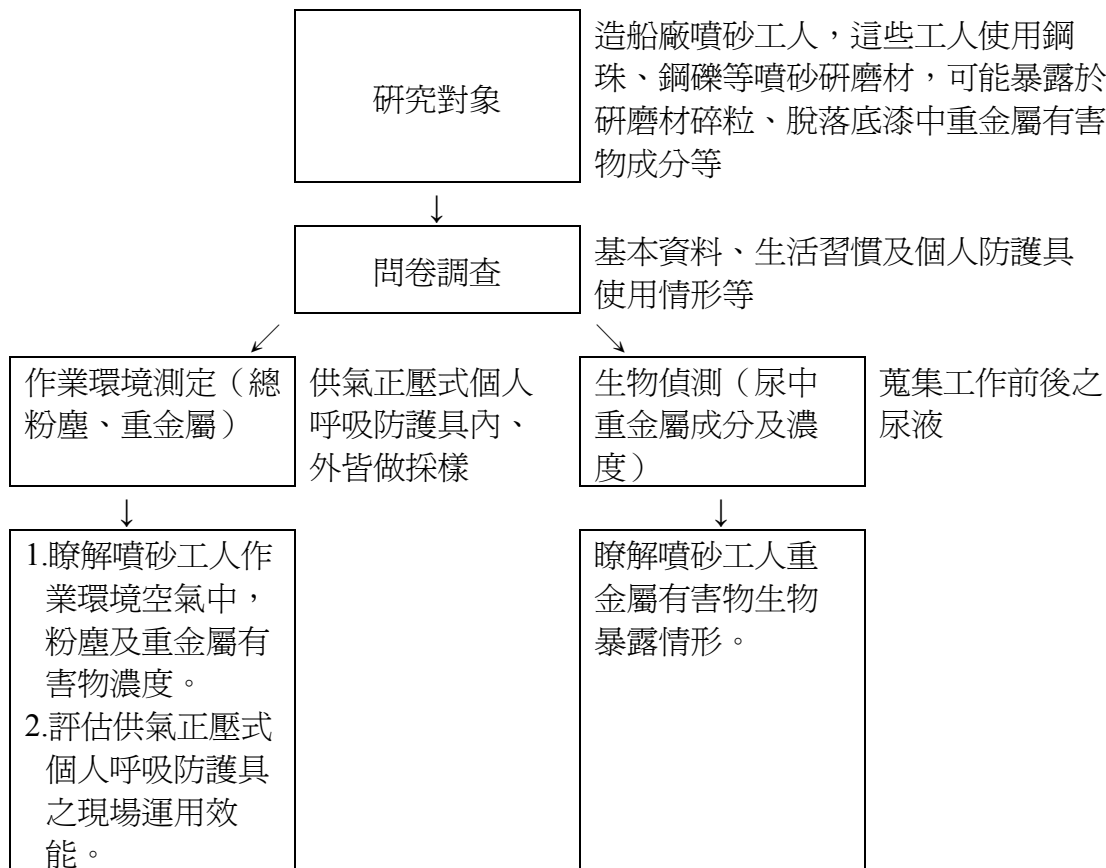 研究對象
造船廠噴砂工人，這些工人使用鋼
珠、鋼礫等噴砂研磨材，可能暴露於
研磨材碎粒、脫落底漆中重金屬有害
物成分等
↓
問卷調查
基本資料、生活習慣及個人防護具
使用情形等
作業環境測定（總
粉塵、重金屬）
供氣正壓式個人
呼吸防護具內、
外皆做採樣
生物偵測（尿中
重金屬成分及濃
度）
蒐集工作前後之
尿液
↓
↓
1.瞭解噴砂工人作
業環境空氣中，
粉塵及重金屬有
害物濃度。
2.評估供氣正壓式
個人呼吸防護具
之現場運用效
能。
瞭解噴砂工人重
金屬有害物生物
暴露情形。